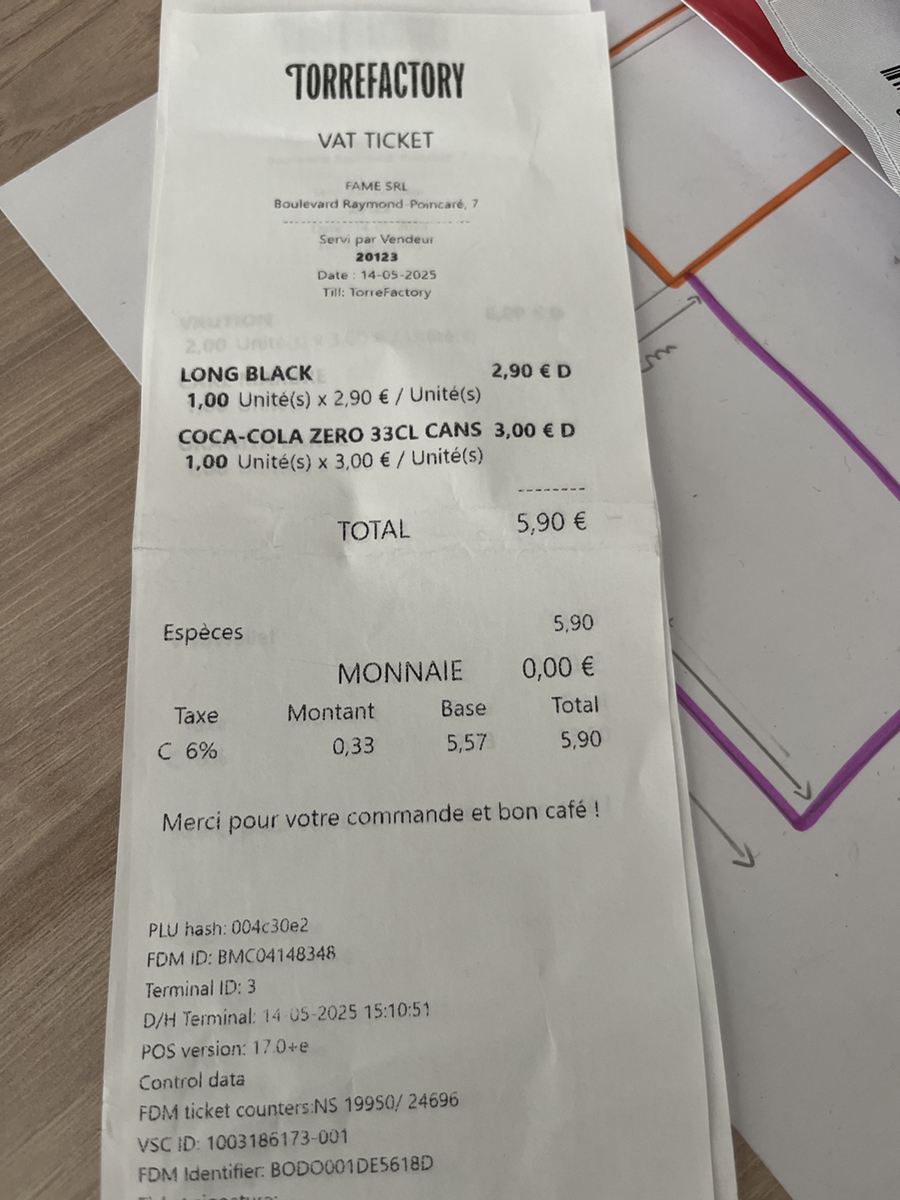 TORREFACTORY
VAT TICKET
FAME SRL
Boulevard Raymond Poincaré, 7
Servi par Vendeur
20123
Date : 14-05-2025
Till: TorreFactory
LONG BLACK 2,90 € D
1,00 Unité(s) x 2,90 € / Unité(s)
COCA-COLA ZERO 33CL CANS 3,00 € D
1,00 Unité(s) x 3,00 € / Unité(s)
--------
TOTAL 5,90 €
Espèces 5,90
MONNAIE 0,00 €
Taxe Montant Base Total
C 6% 0,33 5,57 5,90
Merci pour votre commande et bon café !
PLU hash: 004c30e2
FDM ID: BMC04148348
Terminal ID: 3
D/H Terminal: 14-05-2025 15:10:51
POS version: 17.0+e
Control data
FDM ticket counters:NS 19950/ 24696
VSC ID: 1003186173-001
FDM Identifier: BODO001DE5618D